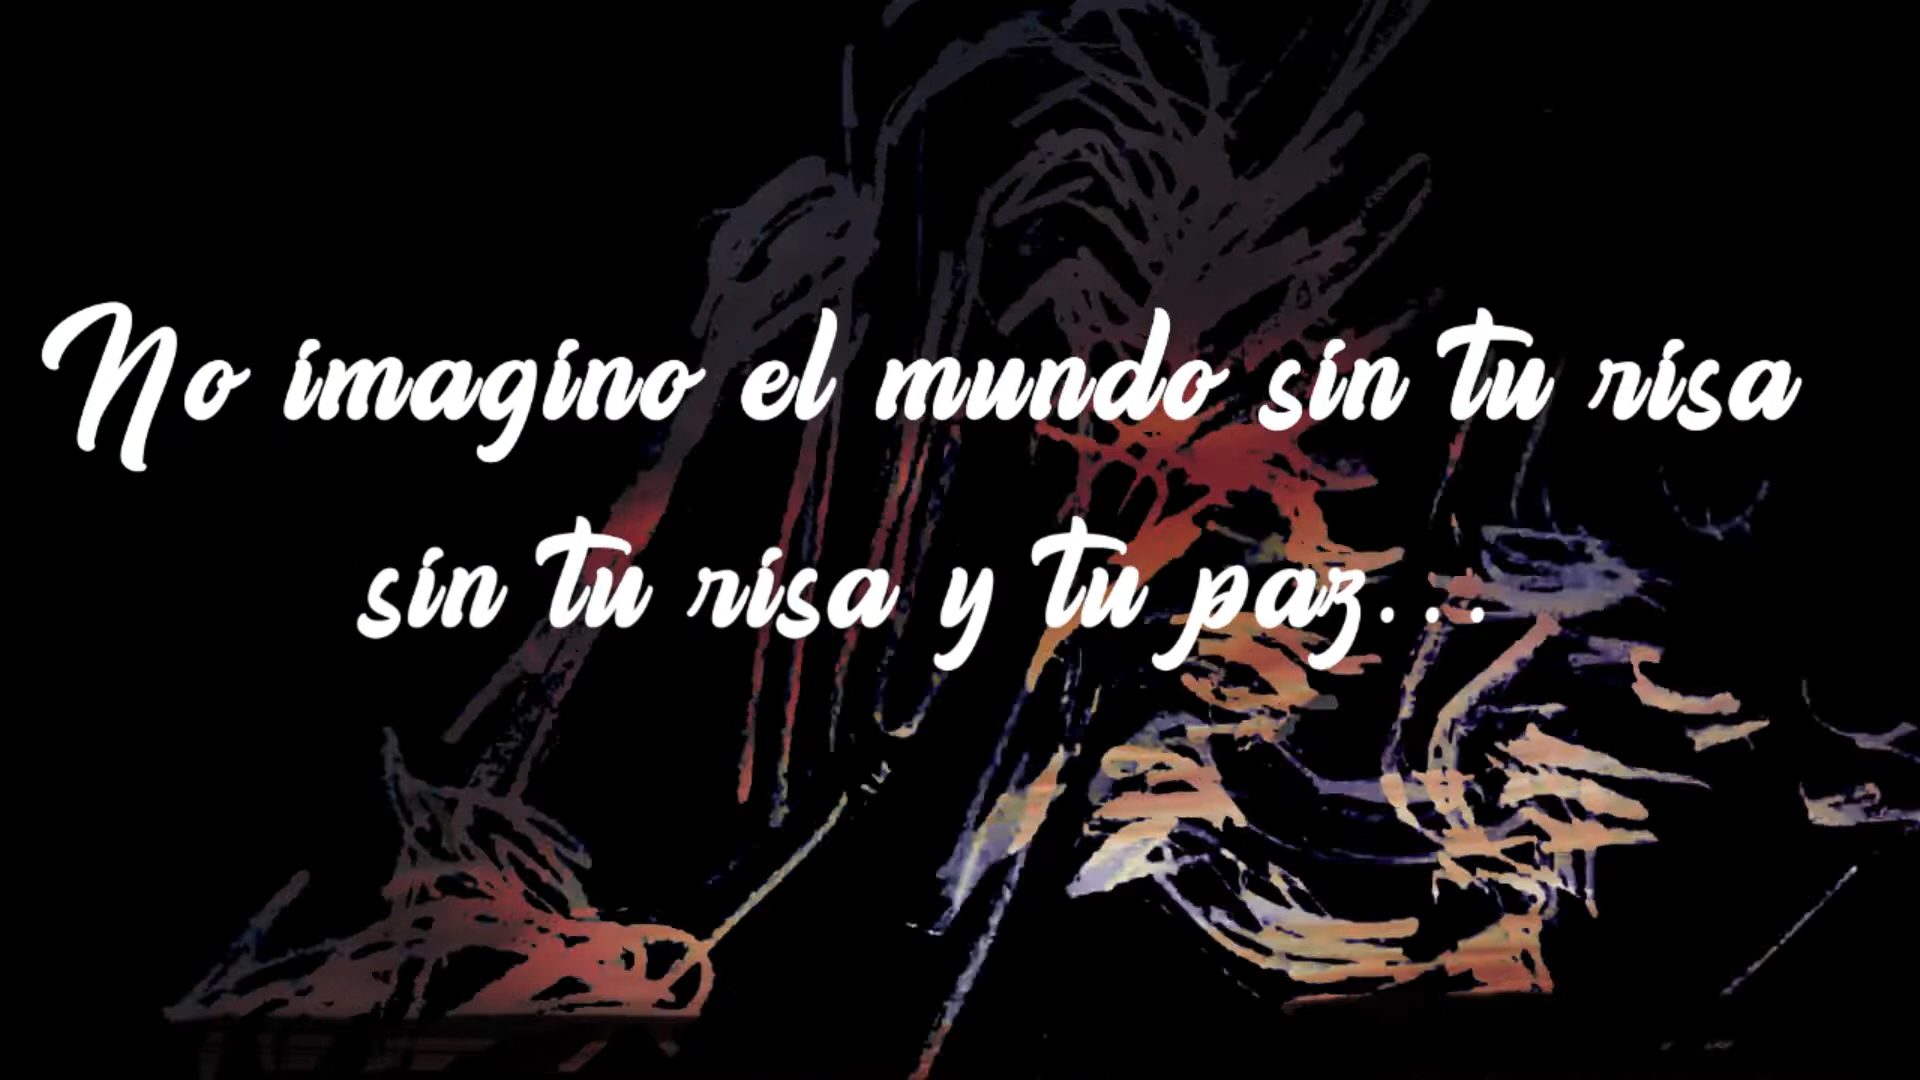 No imagino el mundo sin tu risa
sin tu risa y tu paz...